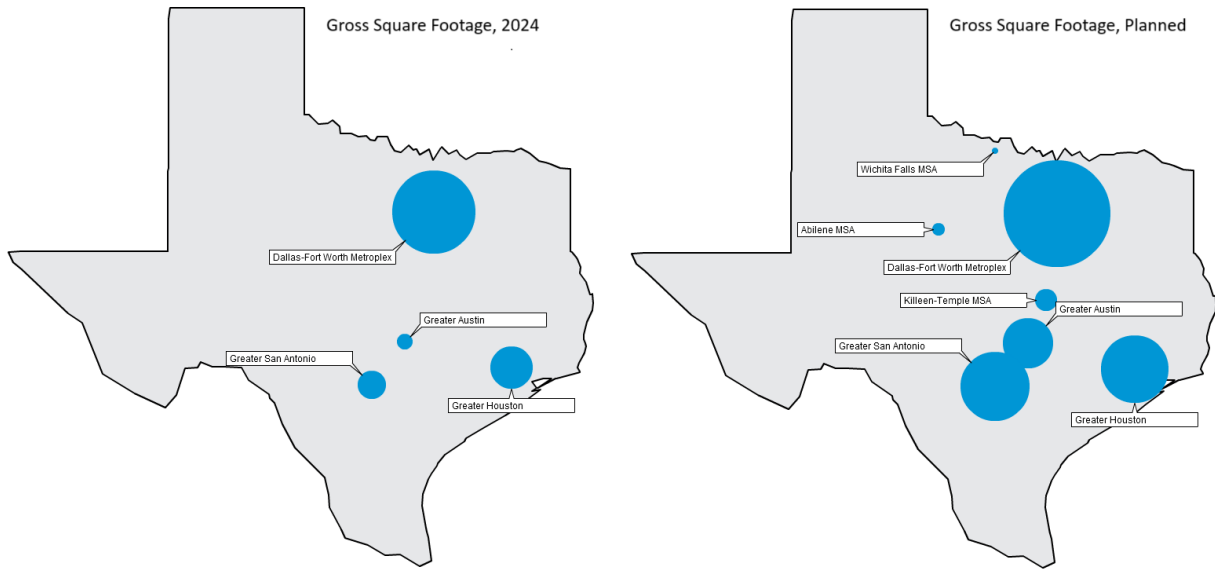 Gross Square Footage, 2024
Dallas-Fort Worth Metroplex
Greater Austin
Greater San Antonio
Greater Houston
Gross Square Footage, Planned
Wichita Falls MSA
Abilene MSA
Dallas-Fort Worth Metroplex
Killeen-Temple MSA
Greater Austin
Greater San Antonio
Greater Houston